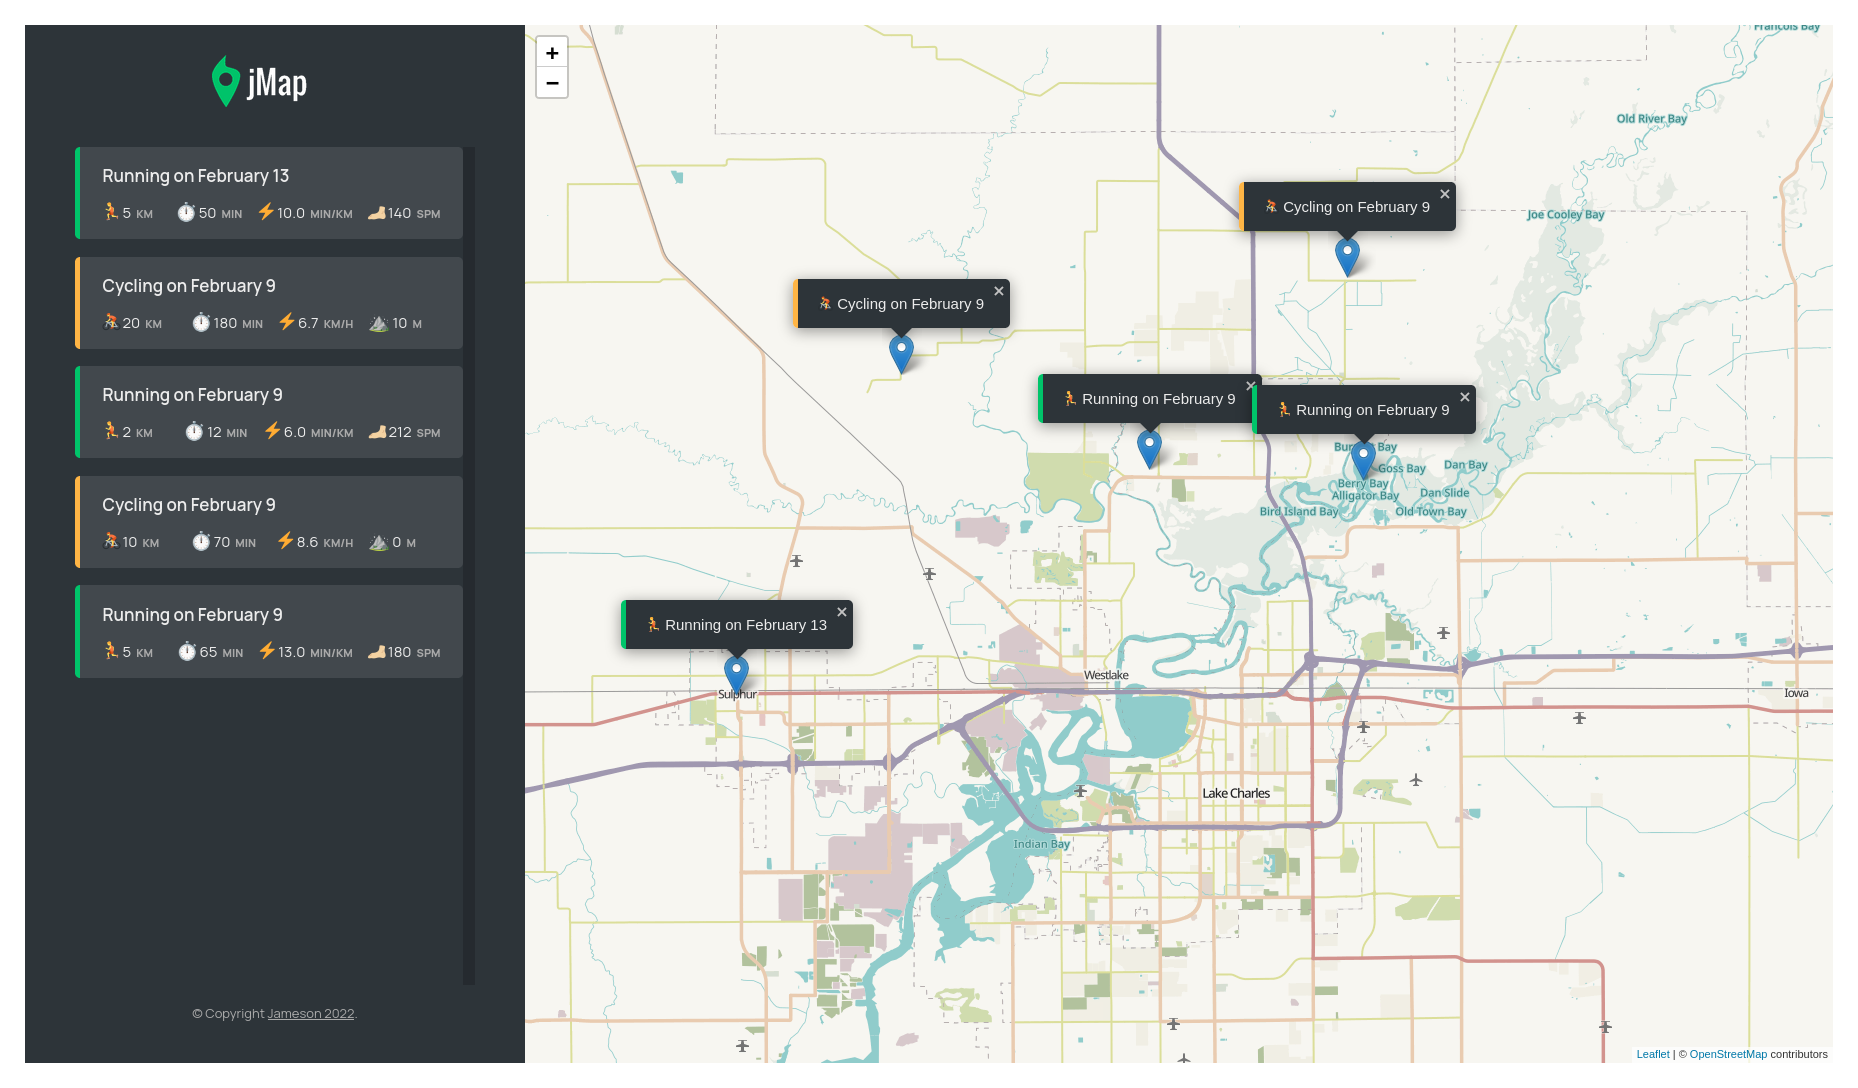 jMap
Running on February 13
5 KM 50 MIN 10.0 MIN/KM 140 SPM
Cycling on February 9
20 KM 180 MIN 6.7 KM/H 10 M
Running on February 9
2 KM 12 MIN 6.0 MIN/KM 212 SPM
Cycling on February 9
10 KM 70 MIN 8.6 KM/H 0 M
Running on February 9
5 KM 65 MIN 13.0 MIN/KM 180 SPM
© Copyright Jameson 2022.
+
−
Francois Bay
Old River Bay
Cycling on February 9 ×
Joe Cooley Bay
Cycling on February 9 ×
Running on February 9 ×
Running on February 9 ×
Goss Bay
Dan Bay
Berry Bay
Alligator Bay
Dan Slide
Bird Island Bay
Old Town Bay
Running on February 13 ×
Westlake
Sulphur
Iowa
Lake Charles
Indian Bay
Leaflet | © OpenStreetMap contributors